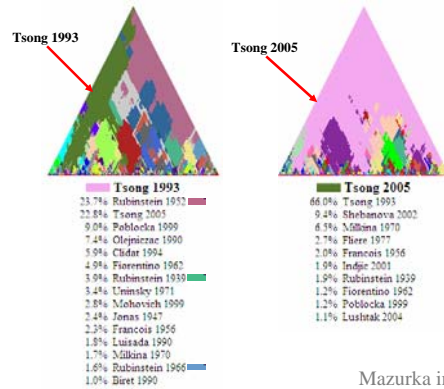 Tsong 1993
Tsong 2005
Tsong 1993
23.7% Rubinstein 1952
22.8% Tsong 2005
9.0% Poblocka 1999
7.4% Olejniczac 1990
5.9% Clidat 1994
4.9% Fiorentino 1962
3.9% Rubinstein 1939
3.4% Uninsky 1971
2.8% Mohovich 1999
2.4% Jonas 1947
2.3% Francois 1956
1.8% Luisada 1990
1.7% Milkina 1970
1.6% Rubinstein 1966
1.0% Biret 1990
Tsong 2005
66.0% Tsong 1993
9.4% Shebanova 2002
6.5% Milkina 1970
2.7% Fliere 1977
2.0% Francois 1956
1.9% Indjic 2001
1.9% Rubinstein 1939
1.2% Fiorentino 1962
1.2% Poblocka 1999
1.1% Lushtak 2004
Mazurka in